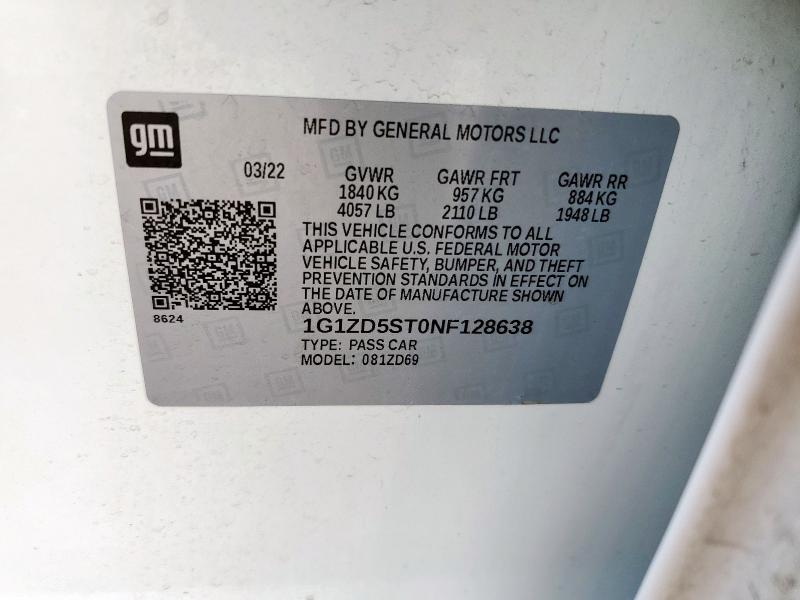 gm
MFD BY GENERAL MOTORS LLC
03/22 GVWR GAWR FRT GAWR RR
1840 KG 957 KG 884 KG
4057 LB 2110 LB 1948 LB
THIS VEHICLE CONFORMS TO ALL
APPLICABLE U.S. FEDERAL MOTOR
VEHICLE SAFETY, BUMPER, AND THEFT
PREVENTION STANDARDS IN EFFECT ON
THE DATE OF MANUFACTURE SHOWN
ABOVE.
8624
1G1ZD5ST0NF128638
TYPE: PASS CAR
MODEL: 081ZD69